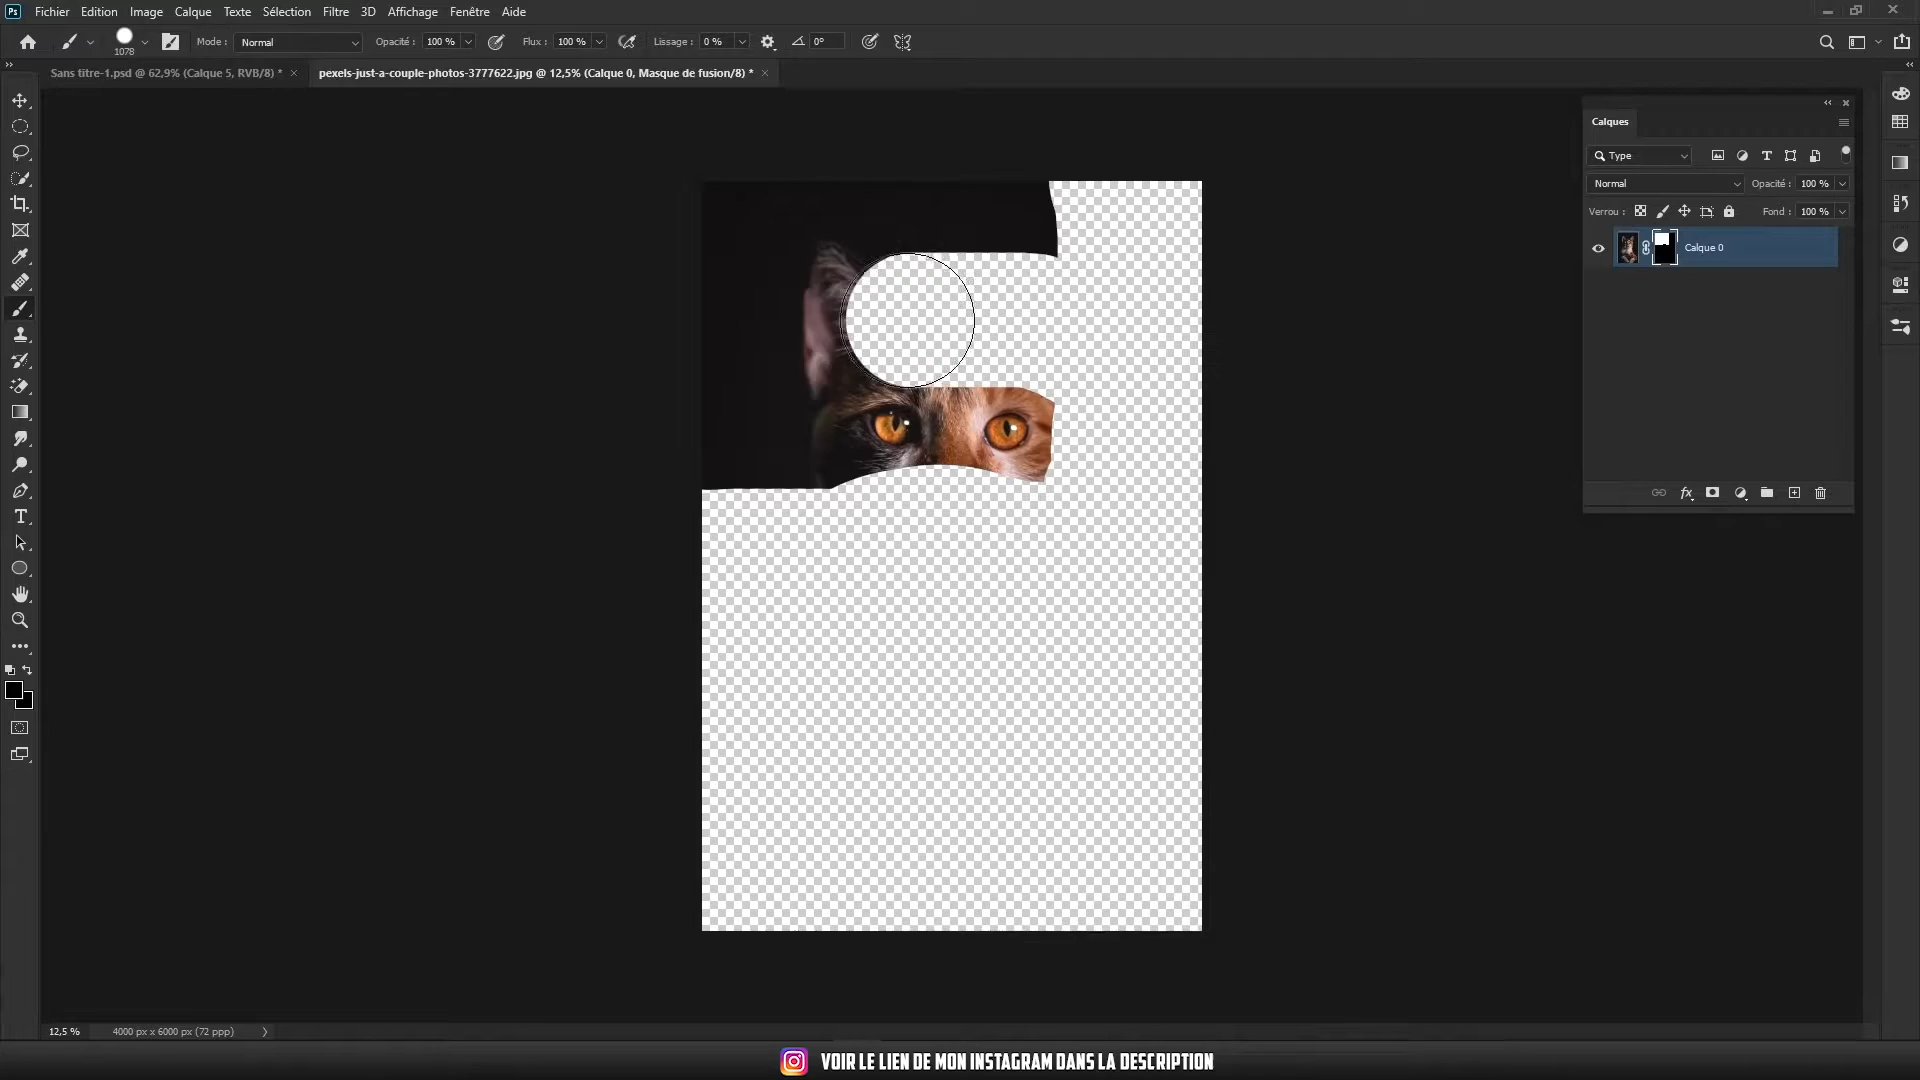 Ps Fichier Edition Image Calque Texte Sélection Filtre 3D Affichage Fenêtre Aide
1078 Mode : Normal Opacité : 100 % Flux : 100 % Lissage : 0 % 0°
Sans titre-1.psd @ 62,9% (Calque 5, RVB/8) * pexels-just-a-couple-photos-3777622.jpg @ 12,5% (Calque 0, Masque de fusion/8) *
Calques
Type
Normal Opacité : 100 %
Verrou : Fond : 100 %
Calque 0
fx
12,5 % 4000 px x 6000 px (72 ppp)
VOIR LE LIEN DE MON INSTAGRAM DANS LA DESCRIPTION